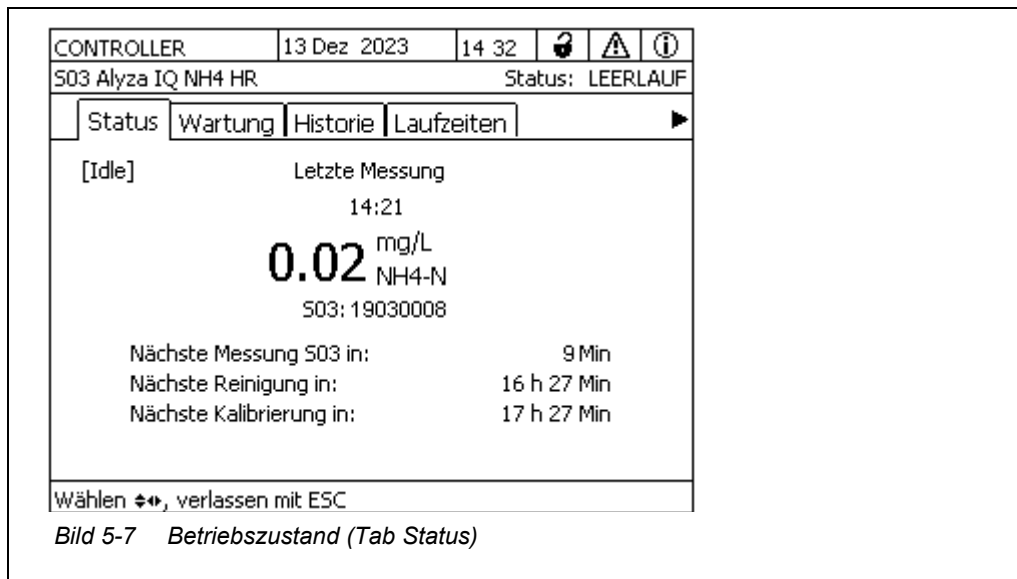 CONTROLLER 13 Dez 2023 14 32
S03 Alyza IQ NH4 HR Status: LEERLAUF
Status Wartung Historie Laufzeiten
[Idle] Letzte Messung
14:21
0.02 mg/L NH4-N
S03: 19030008
Nächste Messung S03 in: 9 Min
Nächste Reinigung in: 16 h 27 Min
Nächste Kalibrierung in: 17 h 27 Min
Wählen, verlassen mit ESC
Bild 5-7 Betriebszustand (Tab Status)